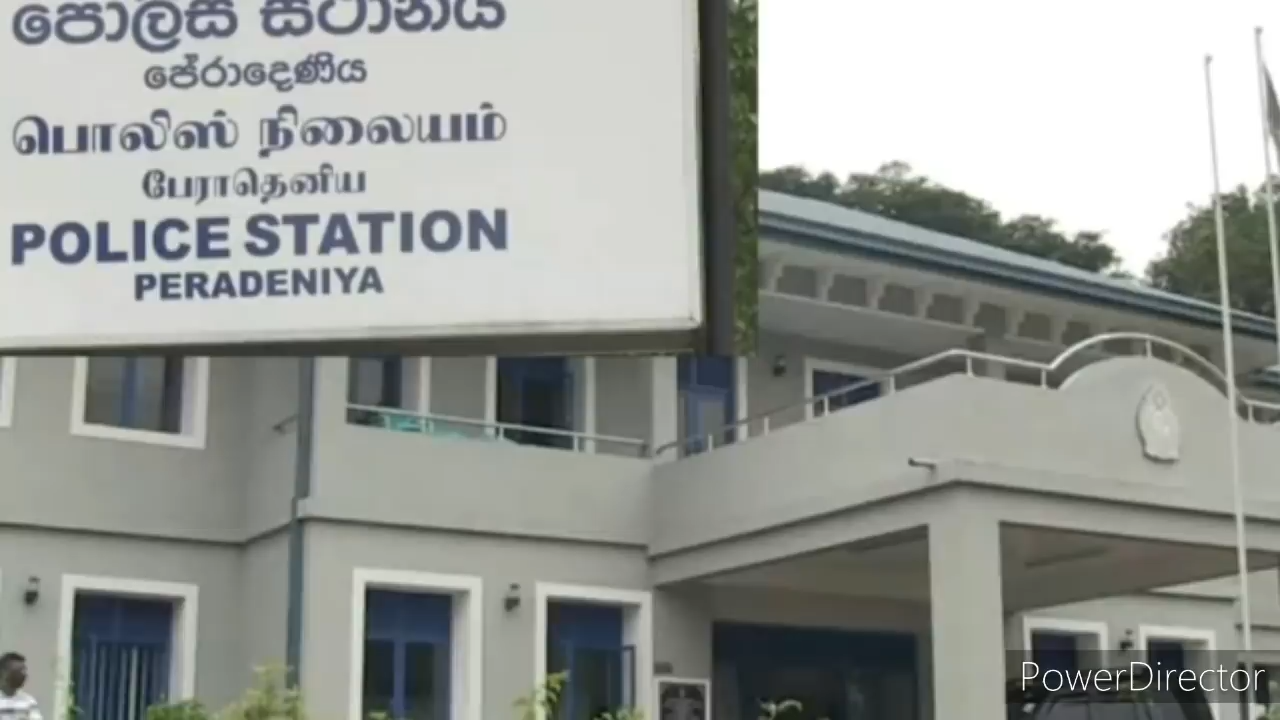 පොලිස් ස්ථානය
පේරාදෙණිය
பொலிஸ் நிலையம்
பேராதெனிய
POLICE STATION
PERADENIYA
PowerDirector